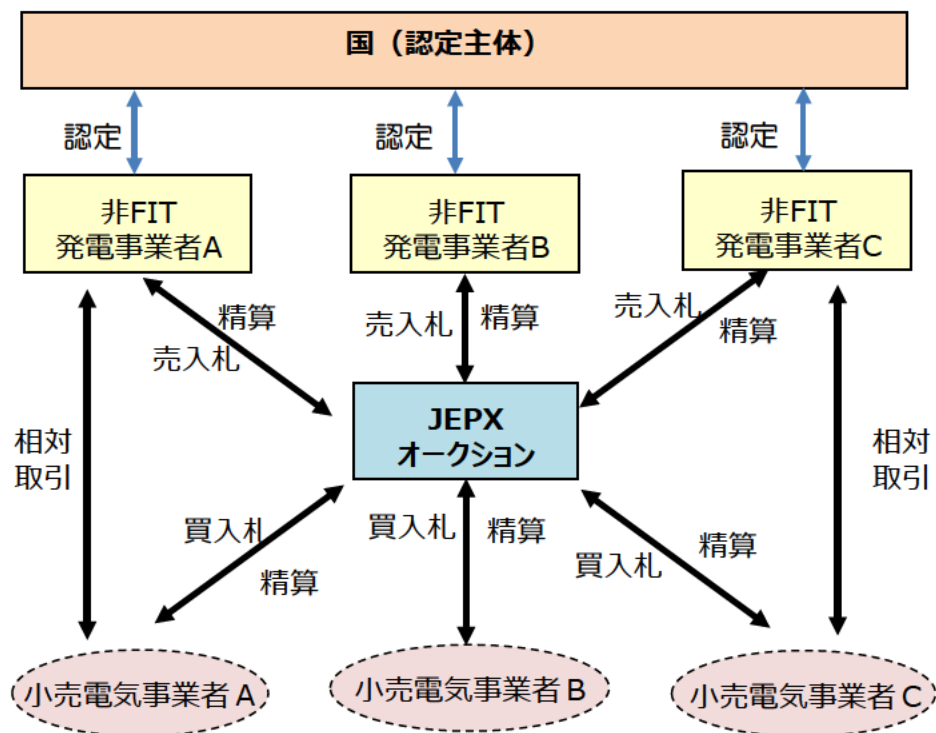 国（認定主体）
認定
認定
認定
非FIT
発電事業者A
非FIT
発電事業者B
非FIT
発電事業者C
精算
売入札
売入札
精算
売入札
精算
相対
取引
JEPX
オークション
相対
取引
買入札
精算
買入札
精算
買入札
精算
小売電気事業者A
小売電気事業者B
小売電気事業者C